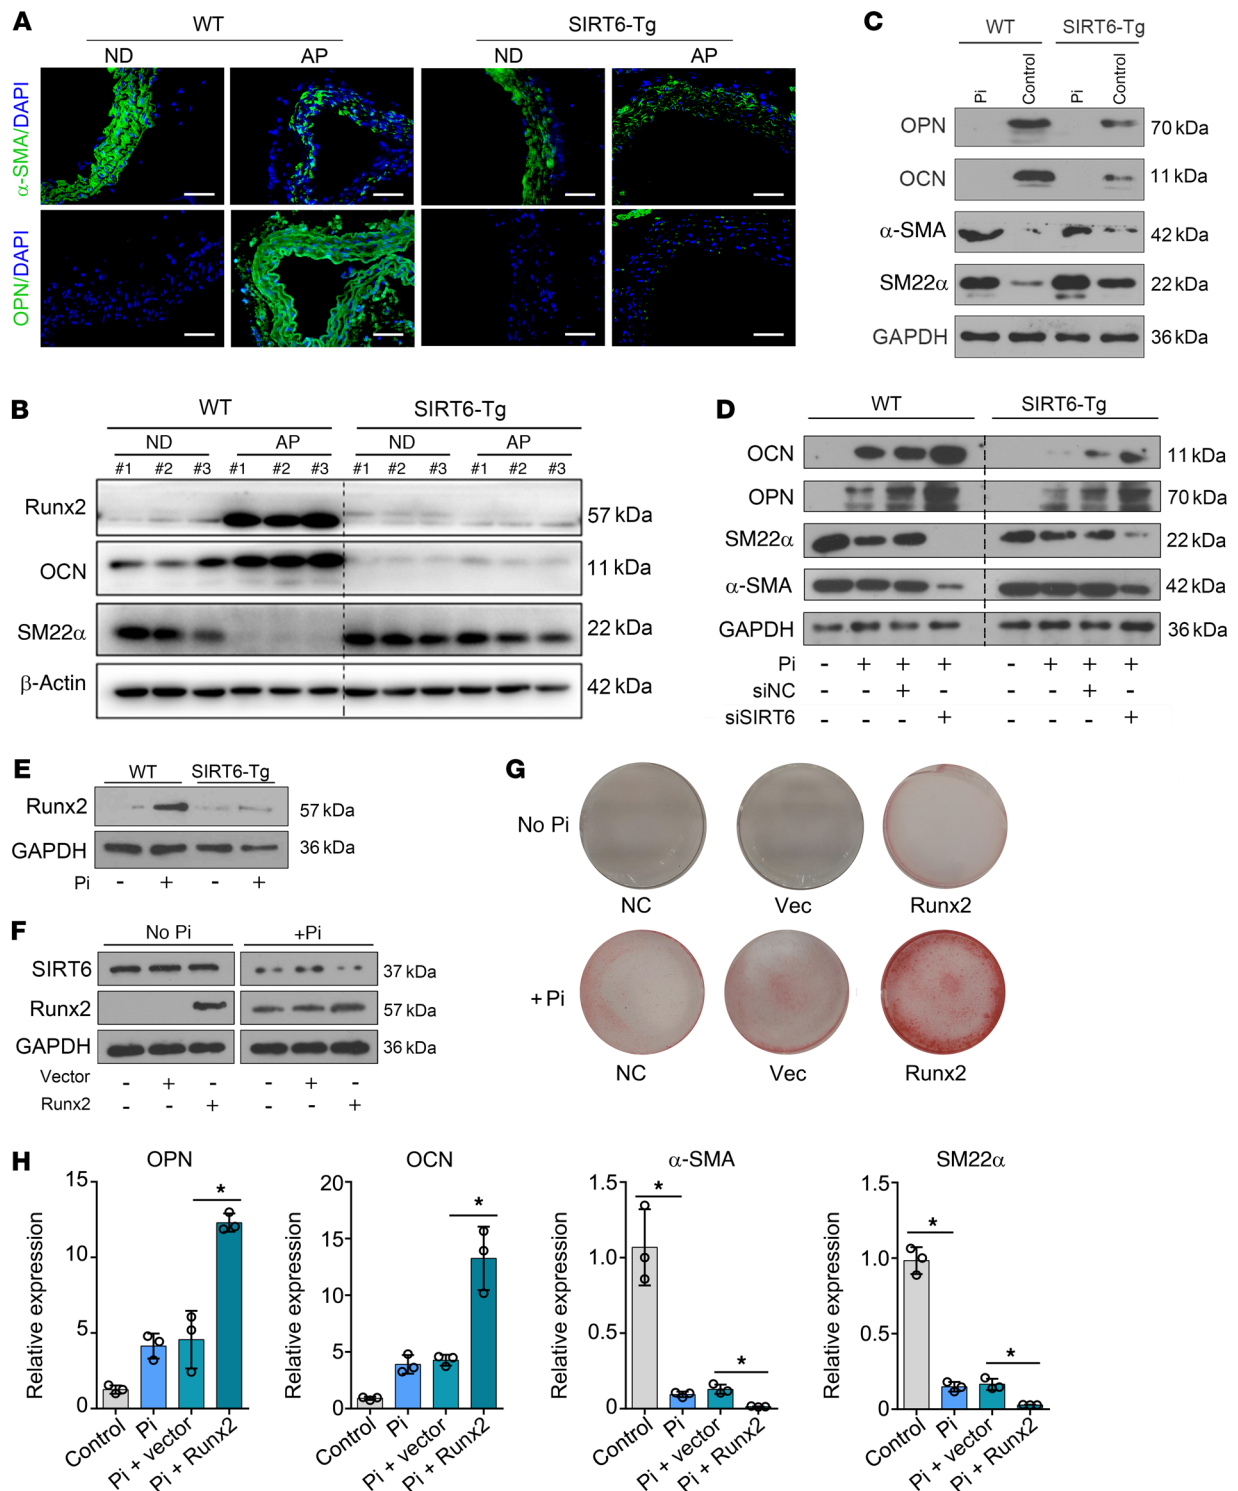 A
WT
SIRT6-Tg
ND
AP
ND
AP
α-SMA/DAPI
OPN/DAPI
C
WT
SIRT6-Tg
Pi
Control
Pi
Control
OPN
70 kDa
OCN
11 kDa
α-SMA
42 kDa
SM22α
22 kDa
GAPDH
36 kDa
B
WT
SIRT6-Tg
ND
AP
ND
AP
#1 #2 #3 #1 #2 #3 #1 #2 #3 #1 #2 #3
Runx2
57 kDa
OCN
11 kDa
SM22α
22 kDa
β-Actin
42 kDa
D
WT
SIRT6-Tg
OCN
11 kDa
OPN
70 kDa
SM22α
22 kDa
α-SMA
42 kDa
GAPDH
36 kDa
Pi - + + + - + + +
siNC - - + - - - + -
siSIRT6 - - - + - - - +
E
WT
SIRT6-Tg
Runx2
57 kDa
GAPDH
36 kDa
Pi - + - +
F
No Pi
+Pi
SIRT6
37 kDa
Runx2
57 kDa
GAPDH
36 kDa
Vector - + - - + -
Runx2 - - + - - +
G
No Pi
NC
Vec
Runx2
+ Pi
NC
Vec
Runx2
H
OPN
Relative expression
15
10
5
0
*
Control
Pi
Pi + vector
Pi + Runx2
OCN
Relative expression
20
15
10
5
0
*
Control
Pi
Pi + vector
Pi + Runx2
α-SMA
Relative expression
1.5
1.0
0.5
0
*
*
Control
Pi
Pi + vector
Pi + Runx2
SM22α
Relative expression
1.5
1.0
0.5
0
*
*
Control
Pi
Pi + vector
Pi + Runx2